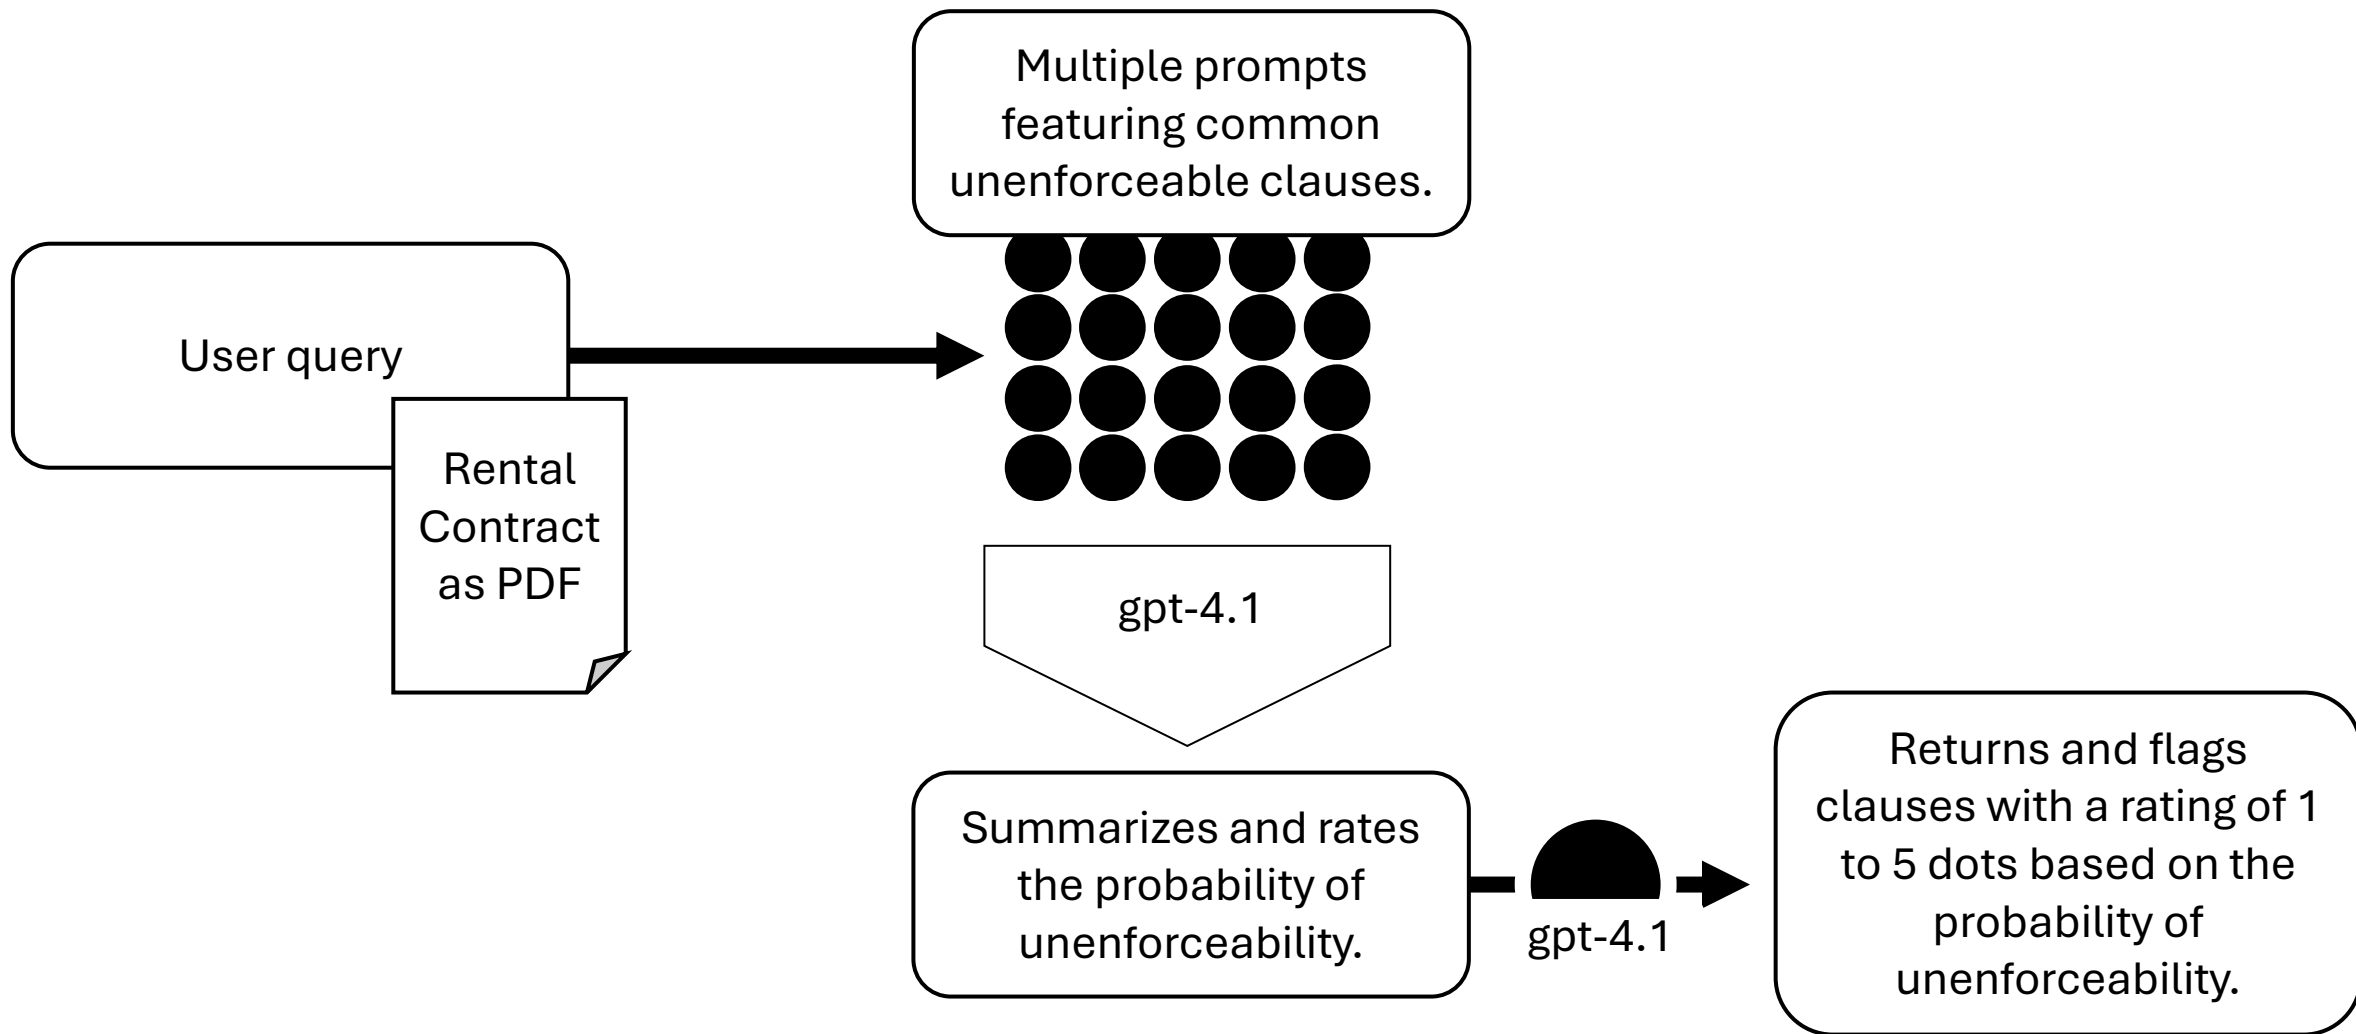 Multiple prompts
featuring common
unenforceable clauses.
User query
Rental
Contract
as PDF
gpt-4.1
Summarizes and rates
the probability of
unenforceability.
gpt-4.1
Returns and flags
clauses with a rating of 1
to 5 dots based on the
probability of
unenforceability.